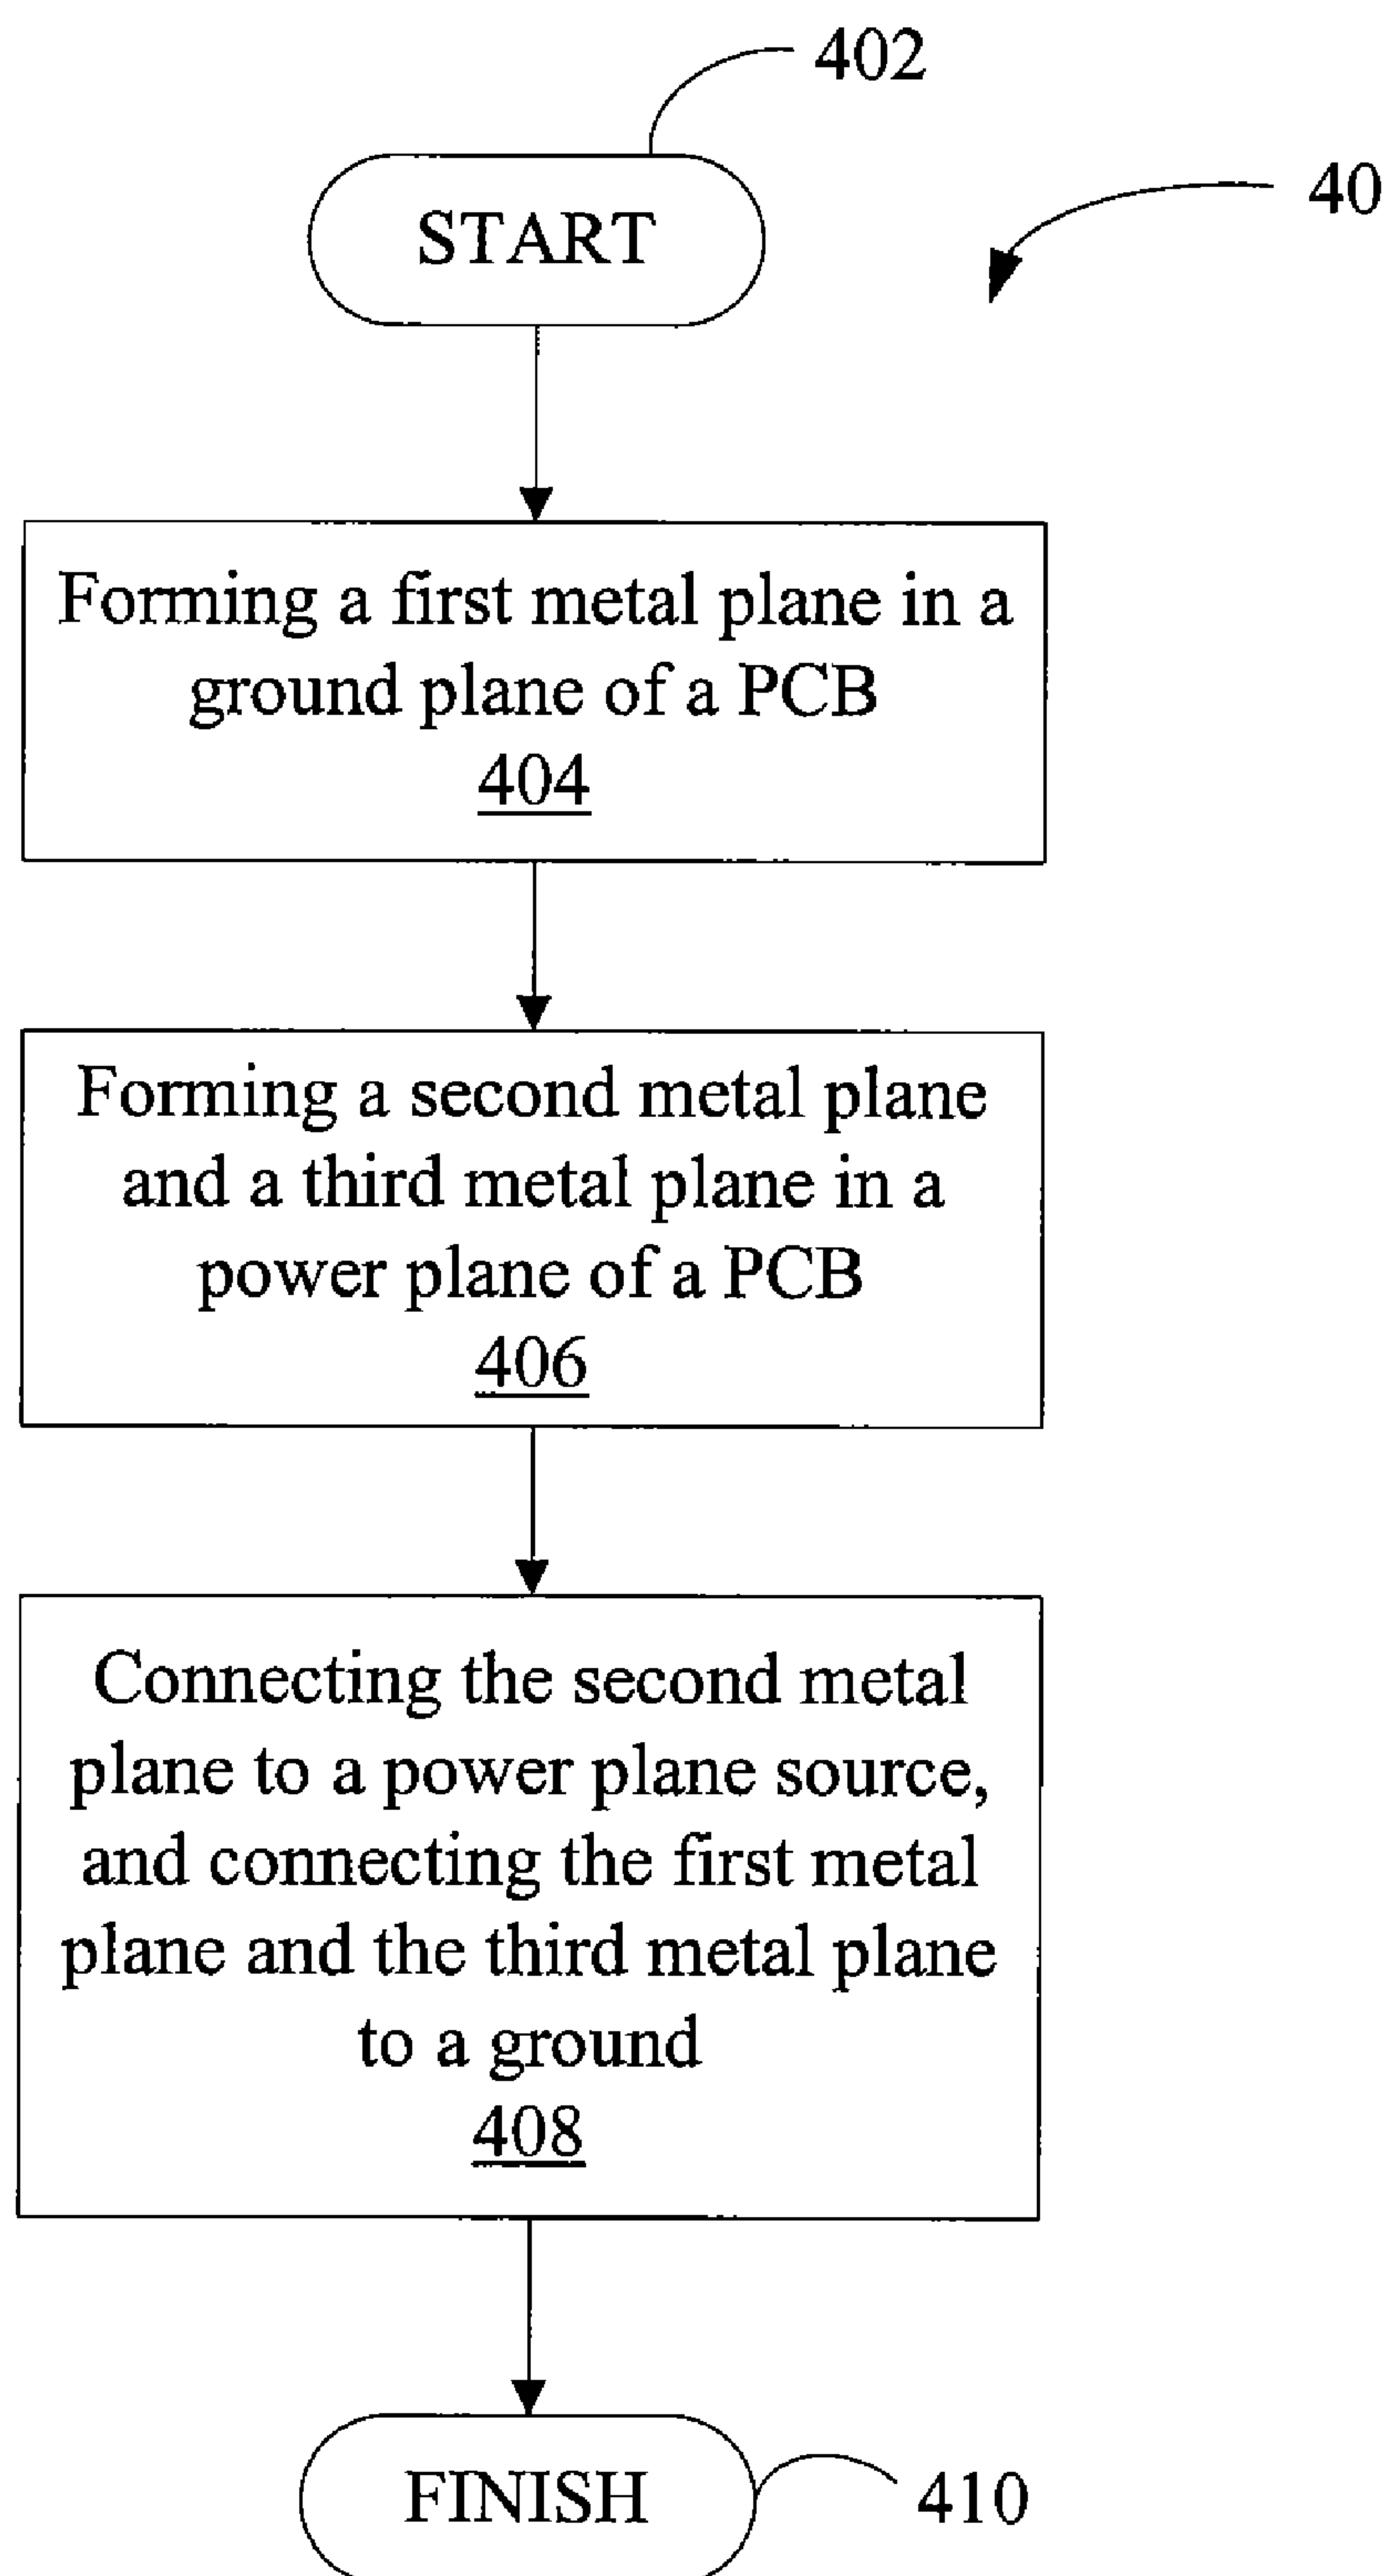 402
40
START
Forming a first metal plane in a
ground plane of a PCB
404
Forming a second metal plane
and a third metal plane in a
power plane of a PCB
406
Connecting the second metal
plane to a power plane source,
and connecting the first metal
plane and the third metal plane
to a ground
408
FINISH
410